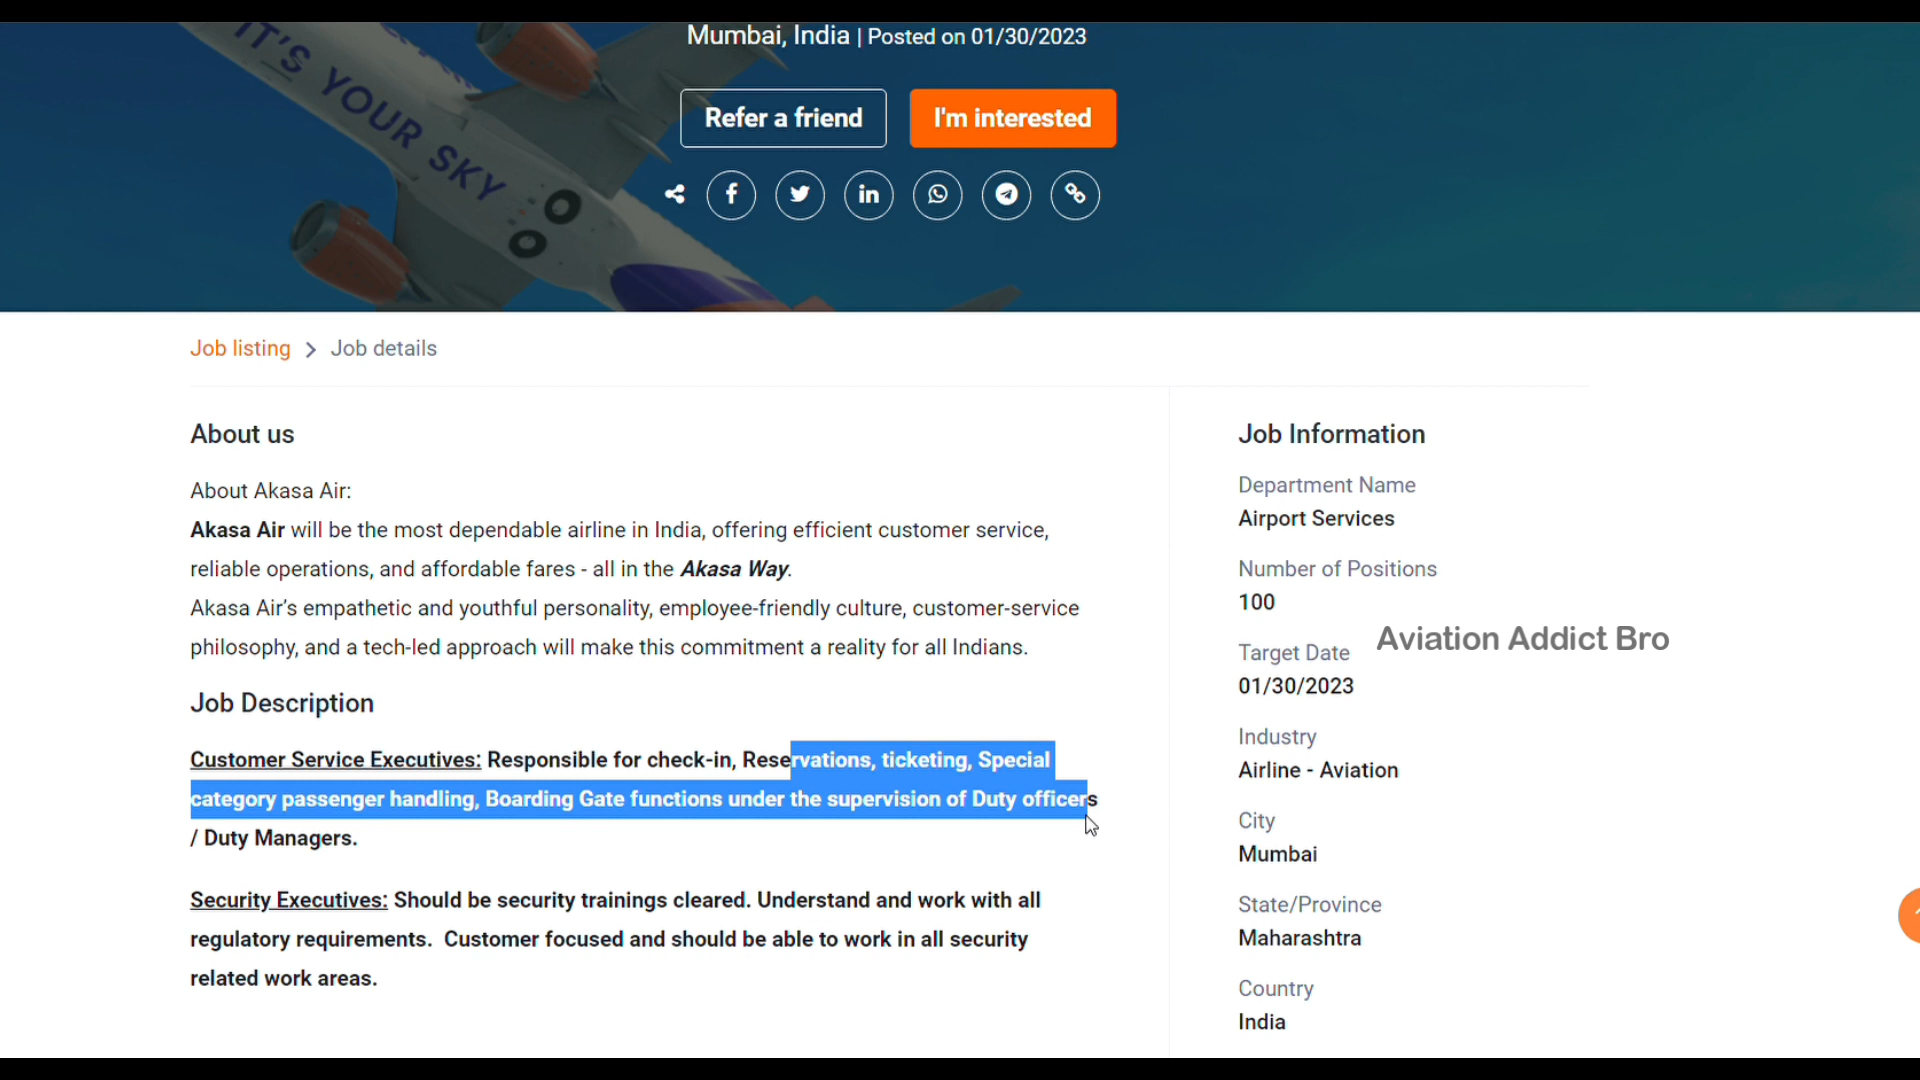 IT'S YOUR SKY
Mumbai, India | Posted on 01/30/2023
Refer a friend
I'm interested
Job listing > Job details
About us
About Akasa Air:
Akasa Air will be the most dependable airline in India, offering efficient customer service,
reliable operations, and affordable fares - all in the Akasa Way.
Akasa Air’s empathetic and youthful personality, employee-friendly culture, customer-service
philosophy, and a tech-led approach will make this commitment a reality for all Indians.
Job Description
Customer Service Executives: Responsible for check-in, Reservations, ticketing, Special
category passenger handling, Boarding Gate functions under the supervision of Duty officers
/ Duty Managers.
Security Executives: Should be security trainings cleared. Understand and work with all
regulatory requirements.  Customer focused and should be able to work in all security
related work areas.
Job Information
Department Name
Airport Services
Number of Positions
100
Aviation Addict Bro
Target Date
01/30/2023
Industry
Airline - Aviation
City
Mumbai
State/Province
Maharashtra
Country
India